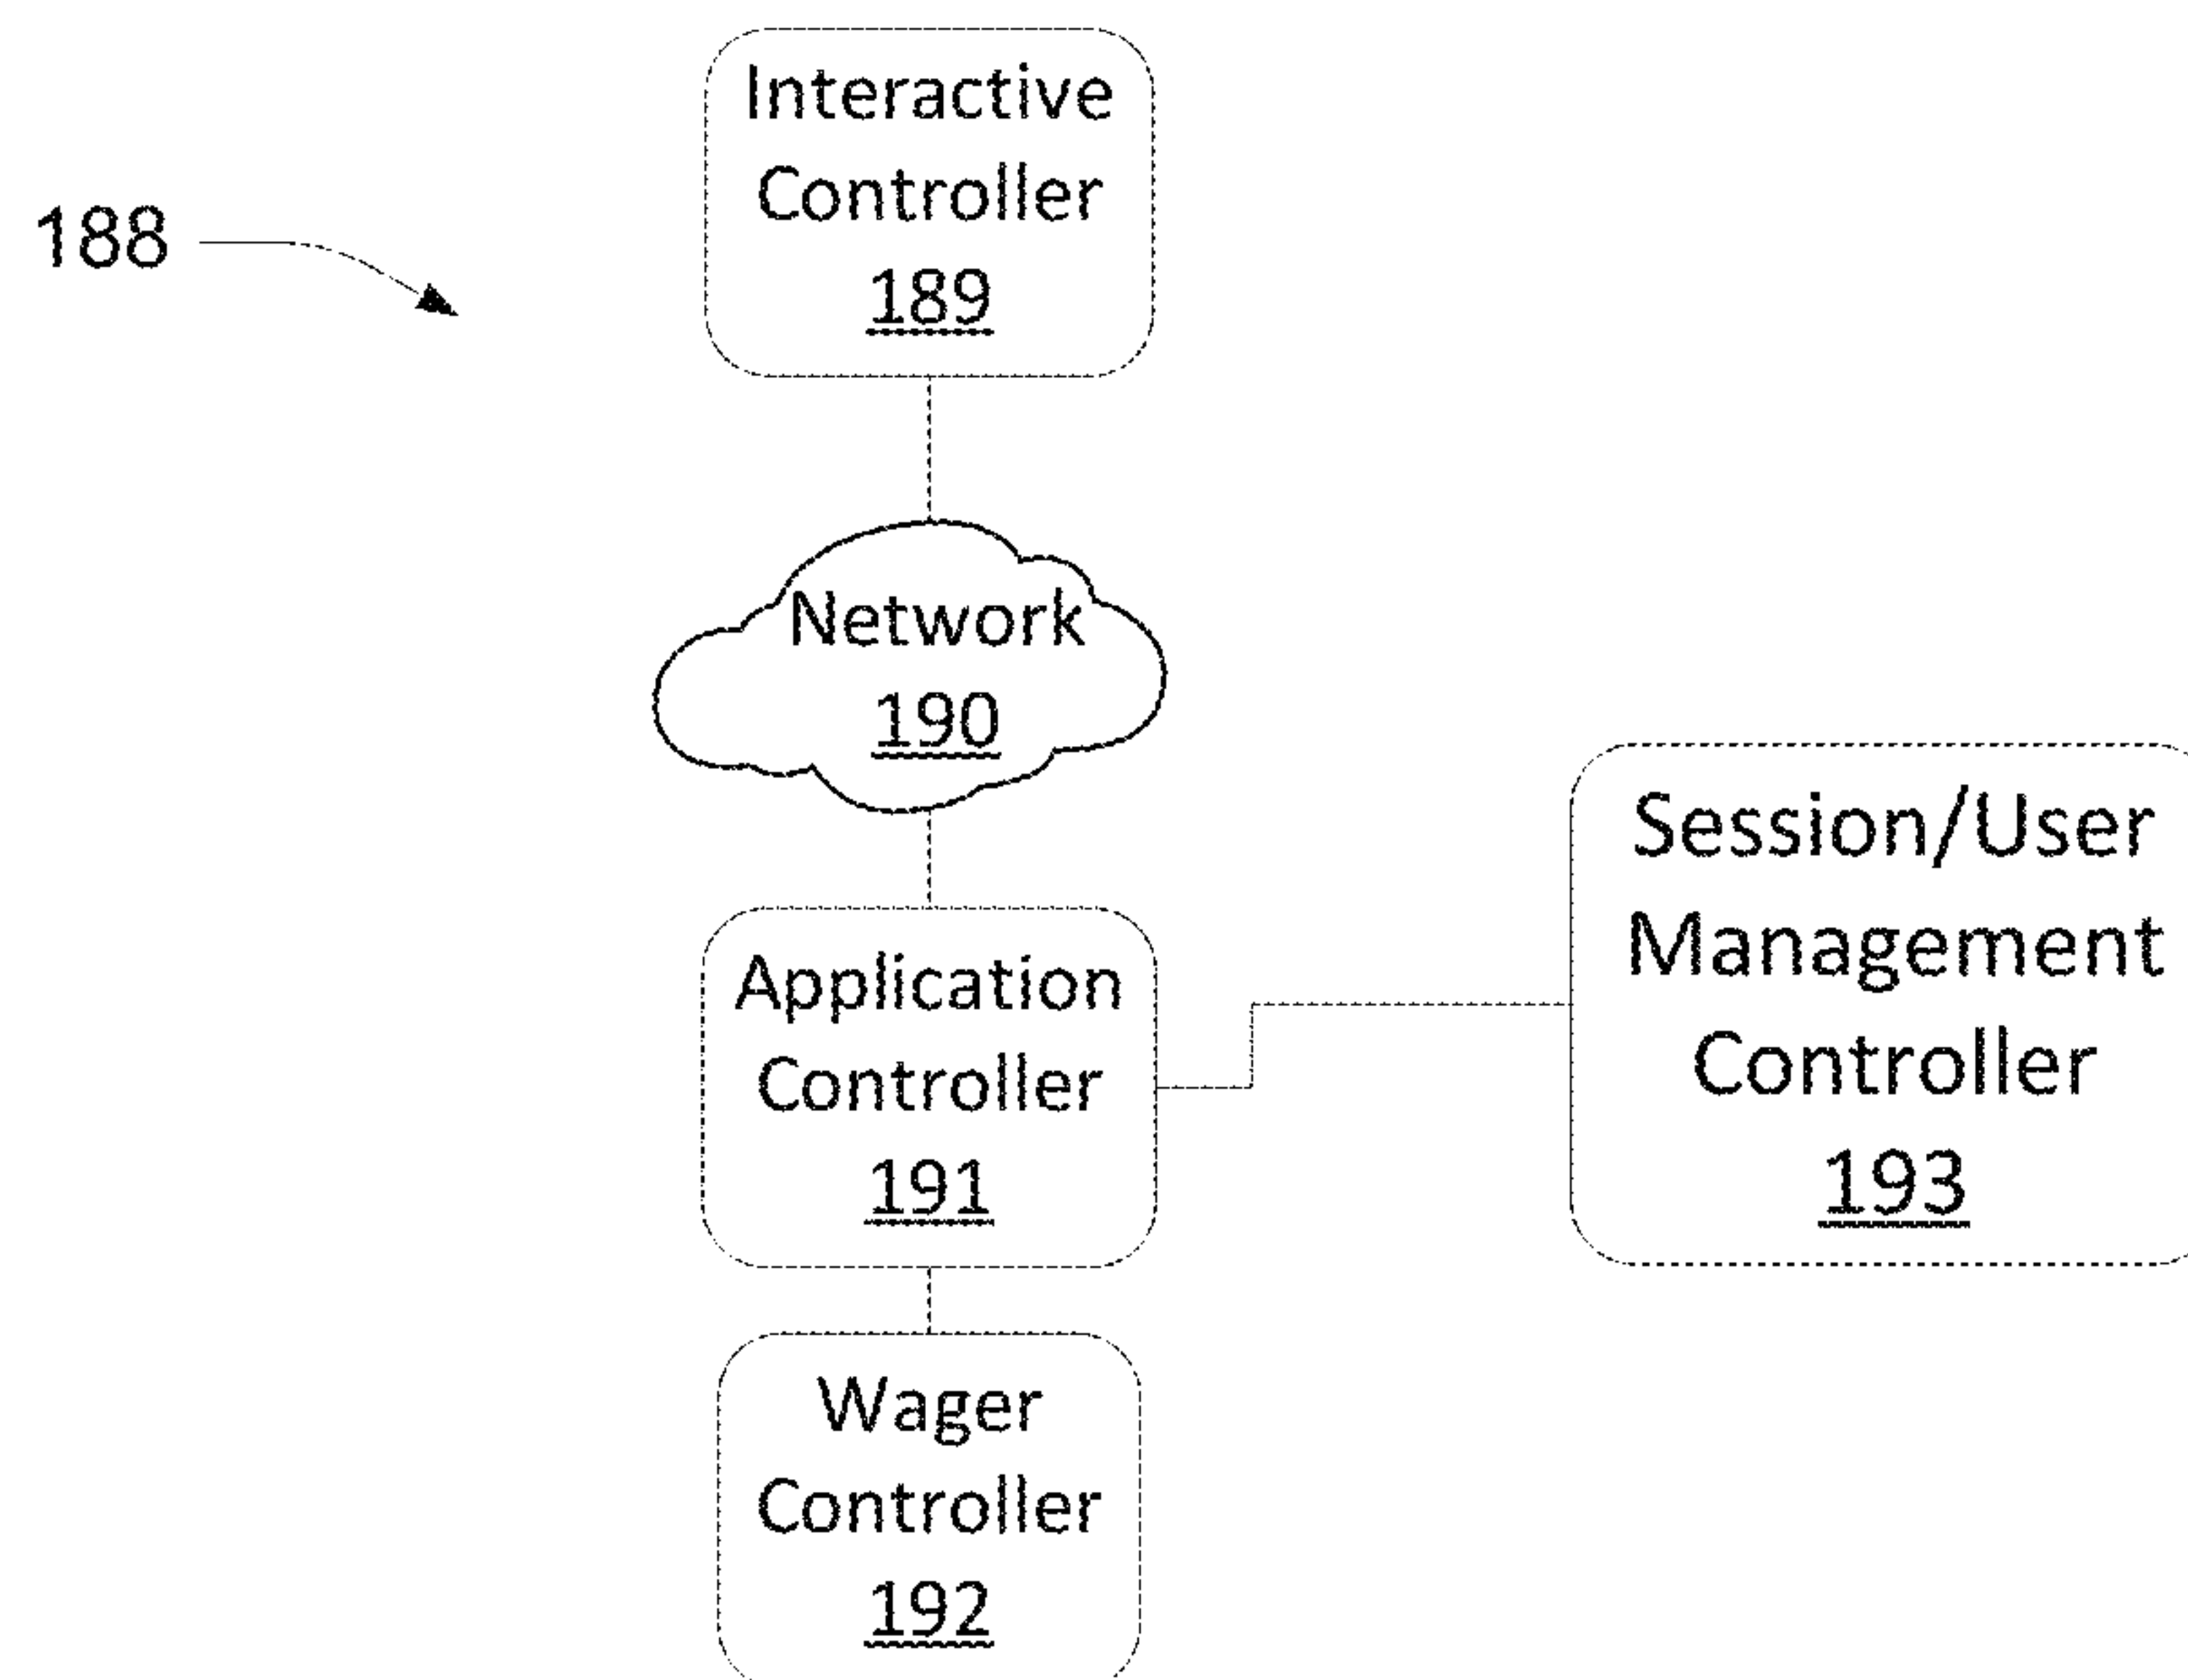 188
Interactive
Controller
189
Network
190
Application
Controller
191
Session/User
Management
Controller
193
Wager
Controller
192